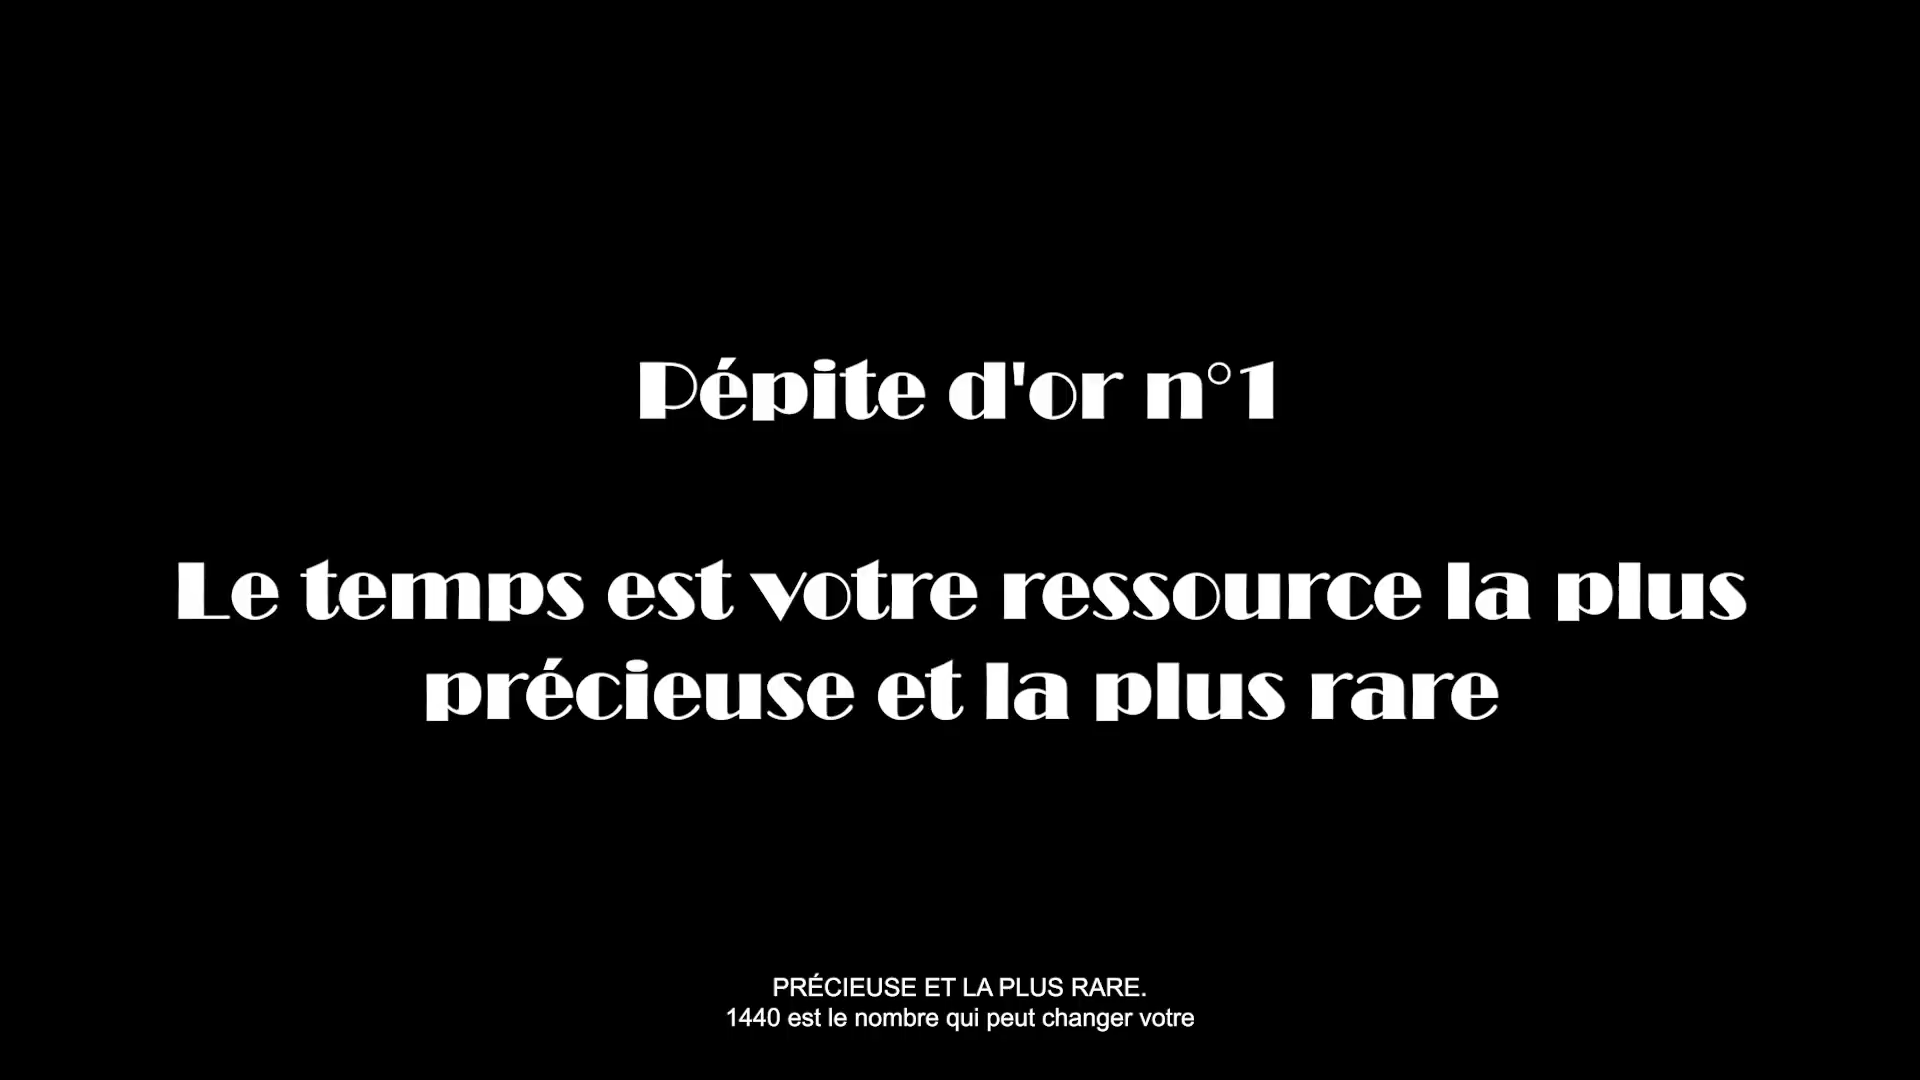 Pépite d'or n°1
Le temps est votre ressource la plus
précieuse et la plus rare
PRÉCIEUSE ET LA PLUS RARE.
1440 est le nombre qui peut changer votre